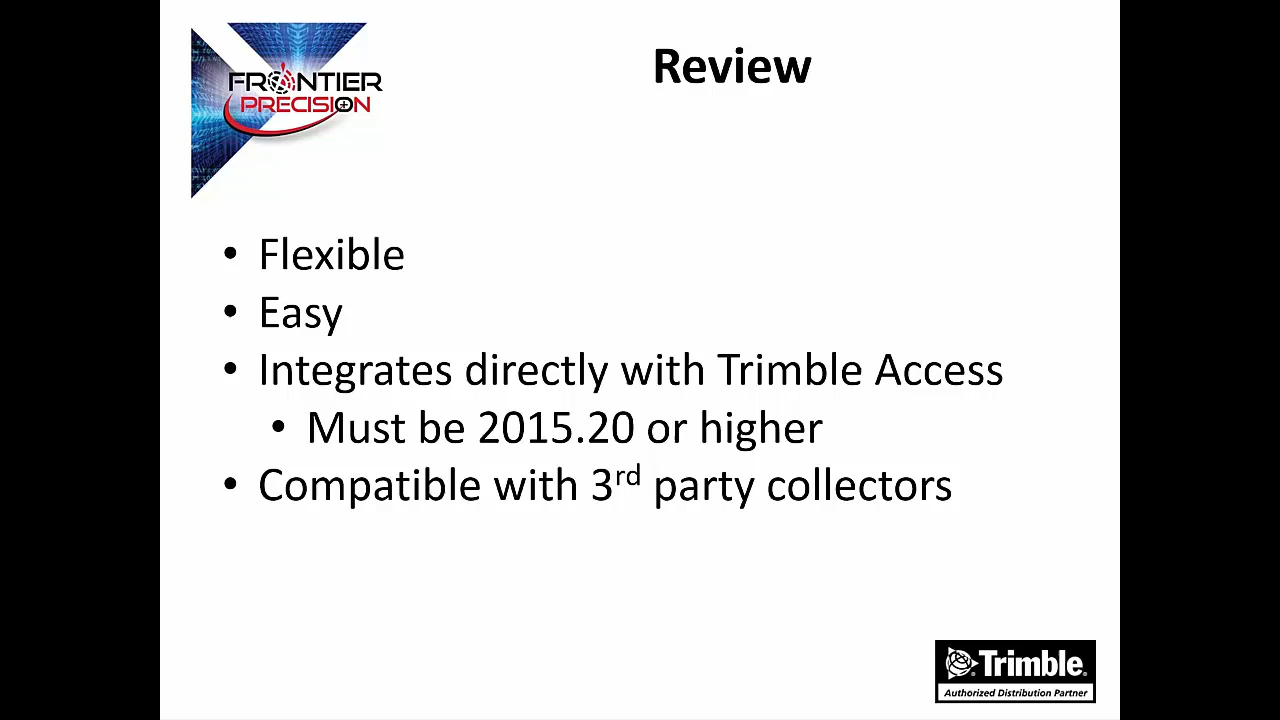 FRONTIER
PRECISION
Review
• Flexible
• Easy
• Integrates directly with Trimble Access
• Must be 2015.20 or higher
• Compatible with 3rd party collectors
Trimble®
Authorized Distribution Partner